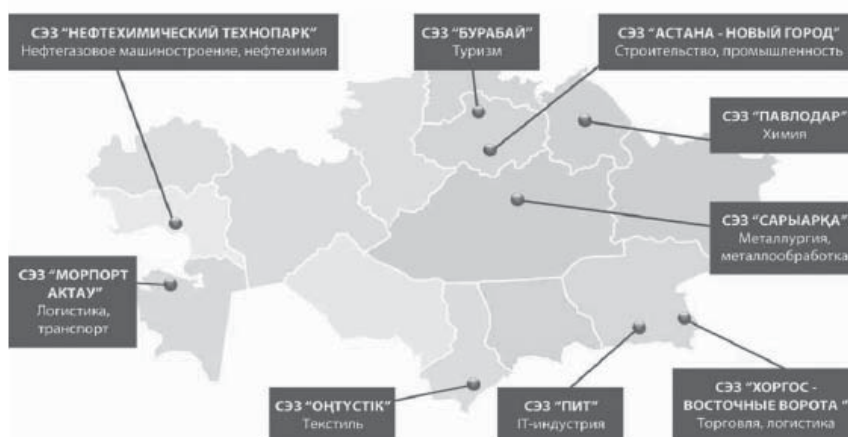 СЭЗ "НЕФТЕХИМИЧЕСКИЙ ТЕХНОПАРК"
Нефтегазовое машиностроение, нефтехимия
СЭЗ "БУРАБАЙ"
Туризм
СЭЗ "АСТАНА - НОВЫЙ ГОРОД"
Строительство, промышленность
СЭЗ "ПАВЛОДАР"
Химия
СЭЗ "САРЫАРҚА"
Металлургия,
металлообработка
СЭЗ "МОРПОРТ
АКТАУ"
Логистика,
транспорт
СЭЗ "ОҢТҮСТІК"
Текстиль
СЭЗ "ПИТ"
IT-индустрия
СЭЗ "ХОРГОС -
ВОСТОЧНЫЕ ВОРОТА "
Торговля, логистика